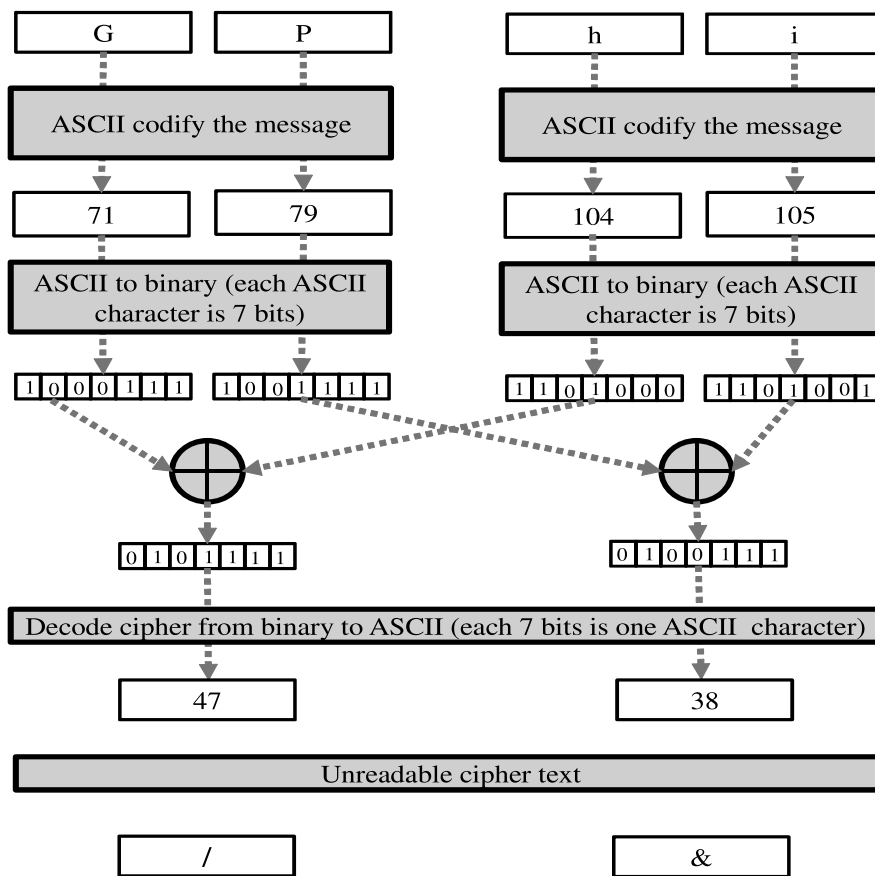 G P h i
ASCII codify the message ASCII codify the message
71 79 104 105
ASCII to binary (each ASCII ASCII to binary (each ASCII
character is 7 bits) character is 7 bits)
1 0 0 0 1 1 1 1 0 0 1 1 1 1 1 1 0 1 0 0 0 1 1 0 1 0 0 1
0 1 0 1 1 1 1 0 1 0 0 1 1 1
Decode cipher from binary to ASCII (each 7 bits is one ASCII character)
47 38
Unreadable cipher text
/ &